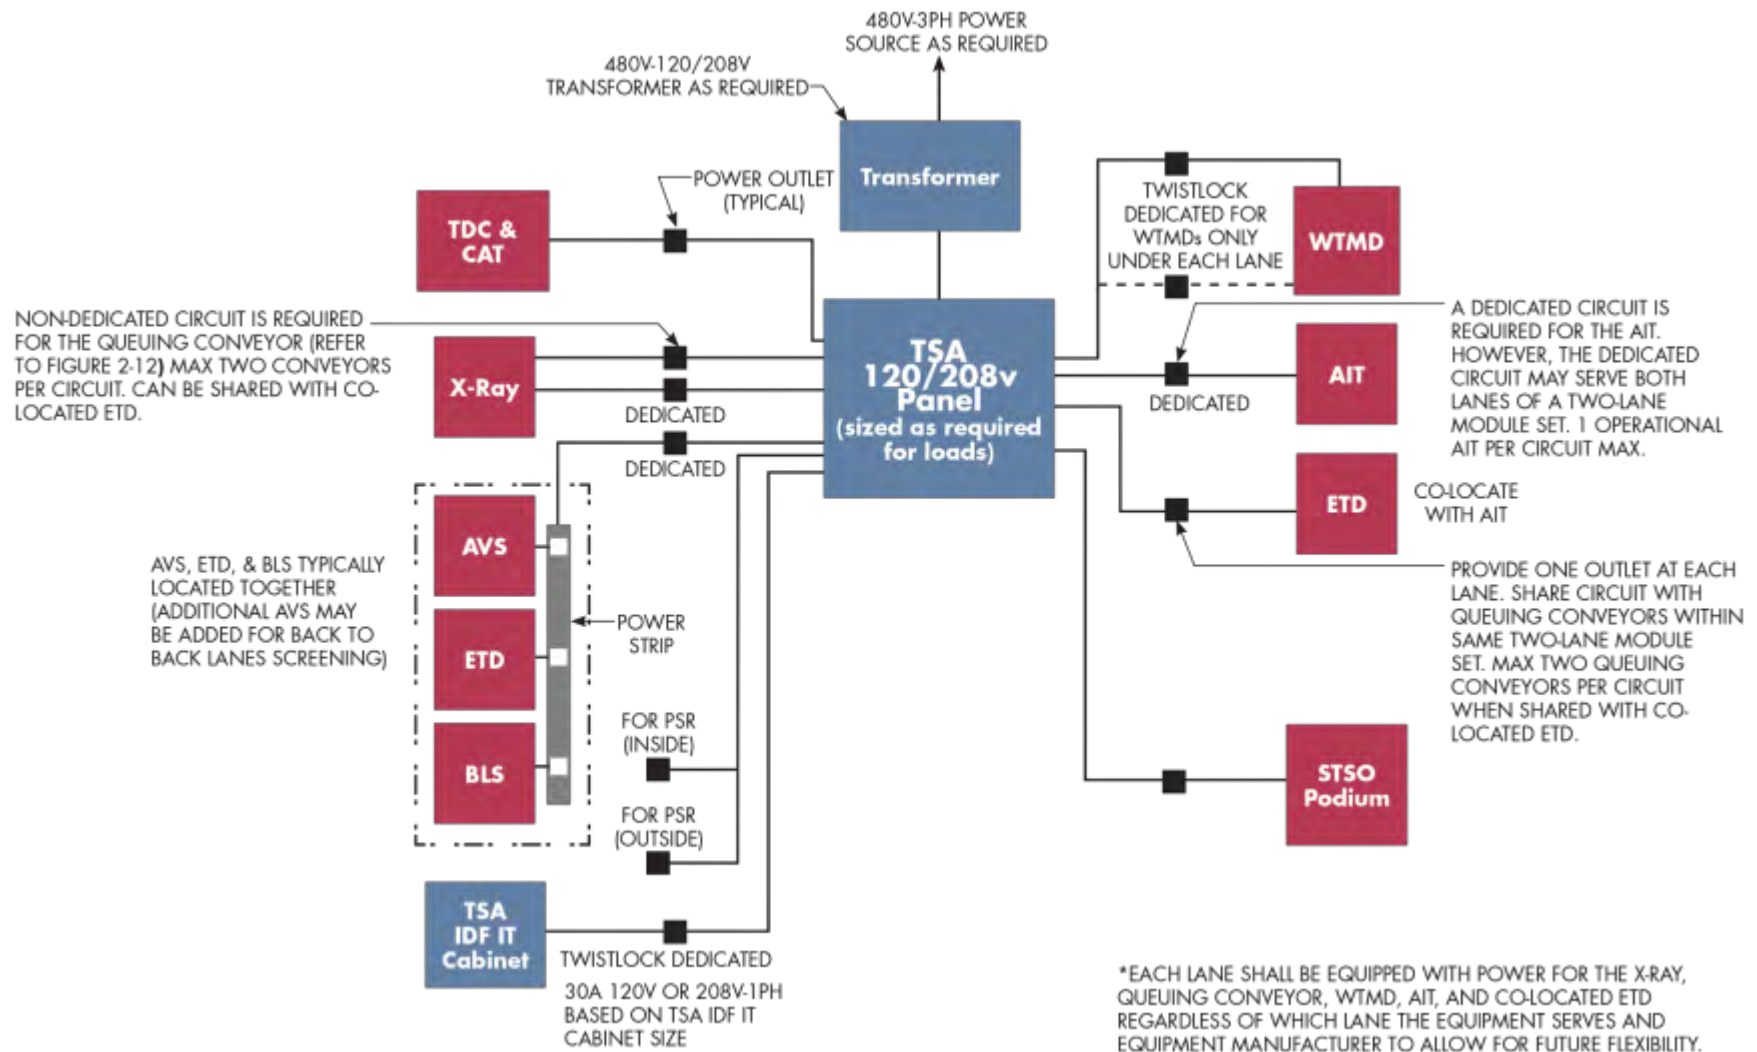 480V-3PH POWER
SOURCE AS REQUIRED
480V-120/208V
TRANSFORMER AS REQUIRED
Transformer
POWER OUTLET
(TYPICAL)
TDC &
CAT
TWISTLOCK
DEDICATED FOR
WTMDs ONLY
UNDER EACH LANE
WTMD
NON-DEDICATED CIRCUIT IS REQUIRED
FOR THE QUEUING CONVEYOR (REFER
TO FIGURE 2-12) MAX TWO CONVEYORS
PER CIRCUIT. CAN BE SHARED WITH CO-
LOCATED ETD.
X-Ray
DEDICATED
DEDICATED
TSA
120/208v
Panel
(sized as required
for loads)
DEDICATED
AIT
A DEDICATED CIRCUIT IS
REQUIRED FOR THE AIT.
HOWEVER, THE DEDICATED
CIRCUIT MAY SERVE BOTH
LANES OF A TWO-LANE
MODULE SET. 1 OPERATIONAL
AIT PER CIRCUIT MAX.
ETD
CO-LOCATE
WITH AIT
PROVIDE ONE OUTLET AT EACH
LANE. SHARE CIRCUIT WITH
QUEUING CONVEYORS WITHIN
SAME TWO-LANE MODULE
SET. MAX TWO QUEUING
CONVEYORS PER CIRCUIT
WHEN SHARED WITH CO-
LOCATED ETD.
AVS, ETD, & BLS TYPICALLY
LOCATED TOGETHER
(ADDITIONAL AVS MAY
BE ADDED FOR BACK TO
BACK LANES SCREENING)
AVS
ETD
BLS
POWER
STRIP
FOR PSR
(INSIDE)
FOR PSR
(OUTSIDE)
STSO
Podium
TSA
IDF IT
Cabinet
TWISTLOCK DEDICATED
30A 120V OR 208V-1PH
BASED ON TSA IDF IT
CABINET SIZE
*EACH LANE SHALL BE EQUIPPED WITH POWER FOR THE X-RAY,
QUEUING CONVEYOR, WTMD, AIT, AND CO-LOCATED ETD
REGARDLESS OF WHICH LANE THE EQUIPMENT SERVES AND
EQUIPMENT MANUFACTURER TO ALLOW FOR FUTURE FLEXIBILITY.